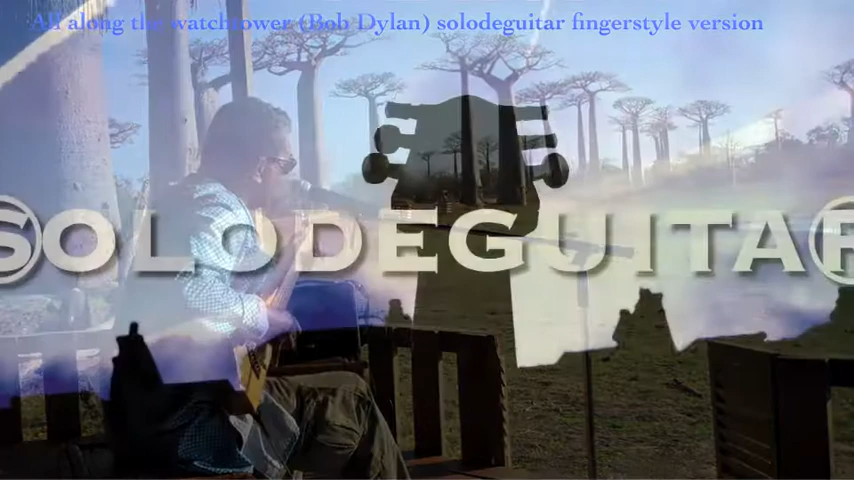 All along the watchtower (Bob Dylan) solodeguitar fingerstyle version
SOLODEGUITAR